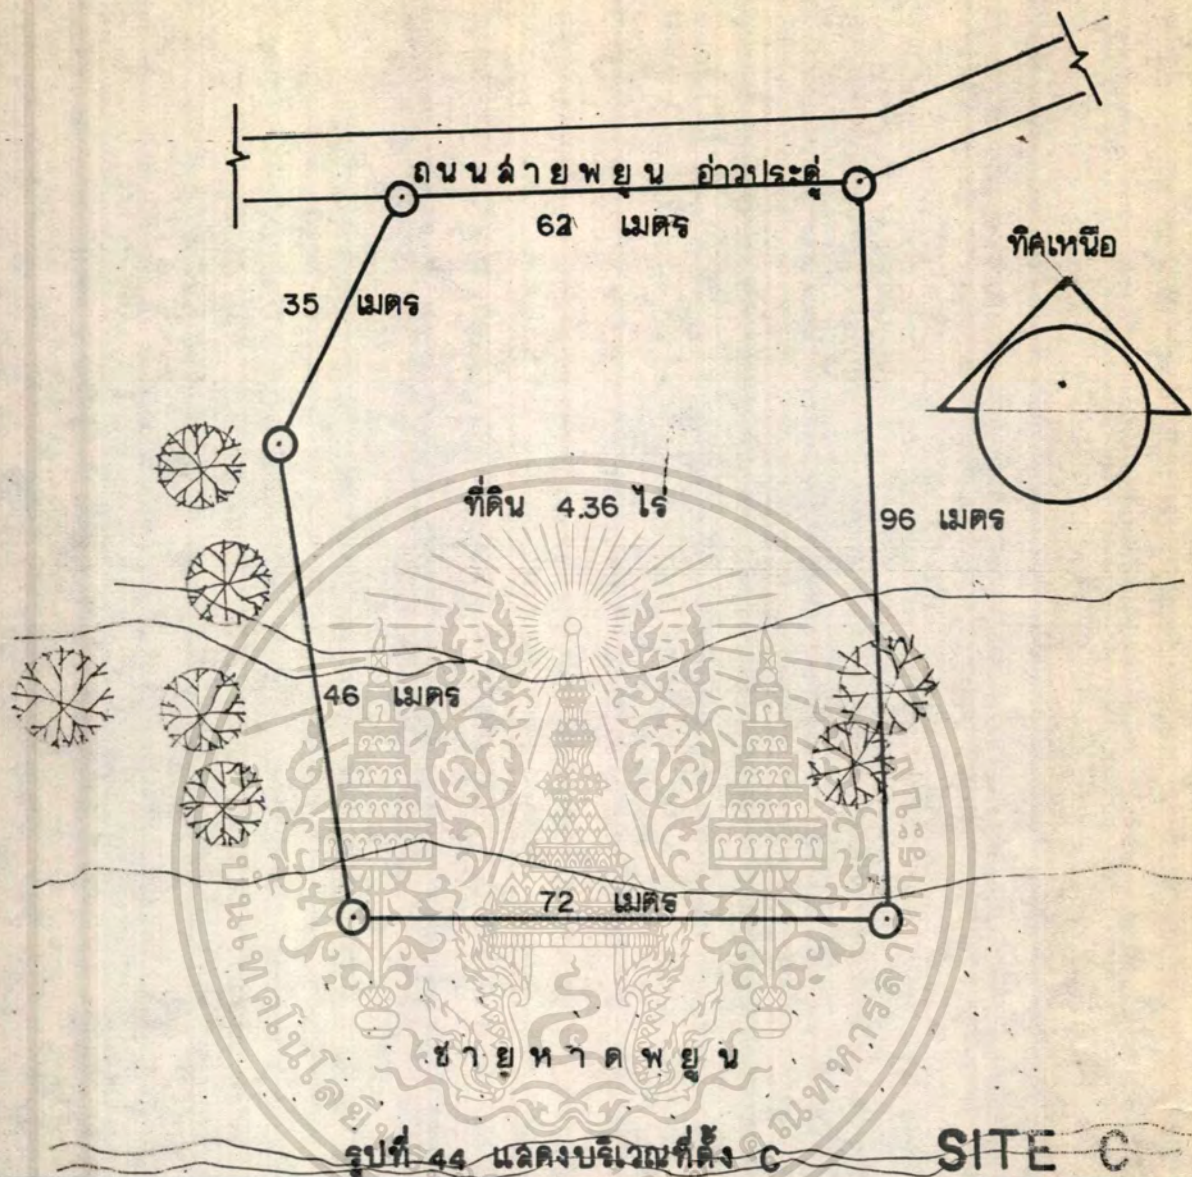 ถนนสายพยูน อ่าวประดู่
62 เมตร
ทิศเหนือ
35 เมตร
ที่ดิน 4.36 ไร่
96 เมตร
46 เมตร
72 เมตร
ชายหาดพยูน
รูปที่ 44 แสดงบริเวณที่ตั้ง C
SITE C